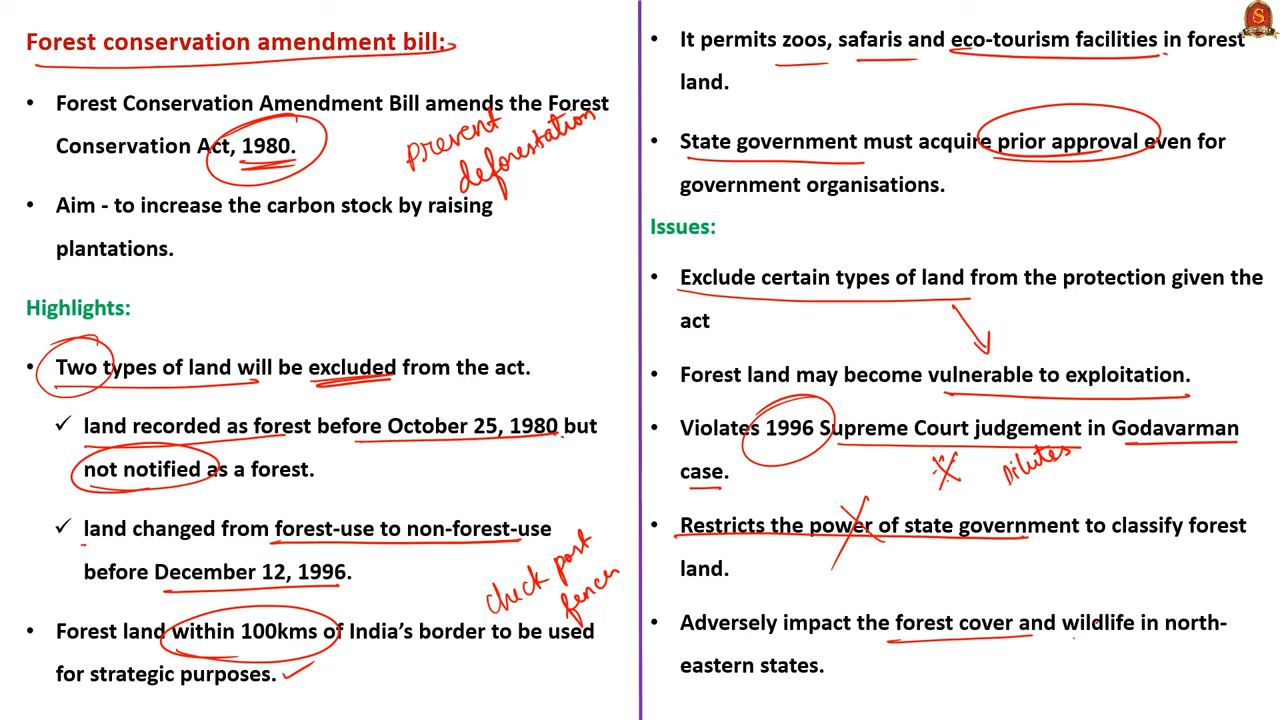 Forest conservation amendment bill:
• Forest Conservation Amendment Bill amends the Forest
Conservation Act, 1980.
prevent
deforestation
• Aim - to increase the carbon stock by raising
plantations.
Highlights:
• Two types of land will be excluded from the act.
✓ land recorded as forest before October 25, 1980 but
not notified as a forest.
✓ land changed from forest-use to non-forest-use
before December 12, 1996.
check post
fences
• Forest land within 100kms of India's border to be used
for strategic purposes.
• It permits zoos, safaris and eco-tourism facilities in forest
land.
• State government must acquire prior approval even for
government organisations.
Issues:
• Exclude certain types of land from the protection given the
act
• Forest land may become vulnerable to exploitation.
• Violates 1996 Supreme Court judgement in Godavarman
case.
Dilutes
• Restricts the power of state government to classify forest
land.
• Adversely impact the forest cover and wildlife in north-
eastern states.